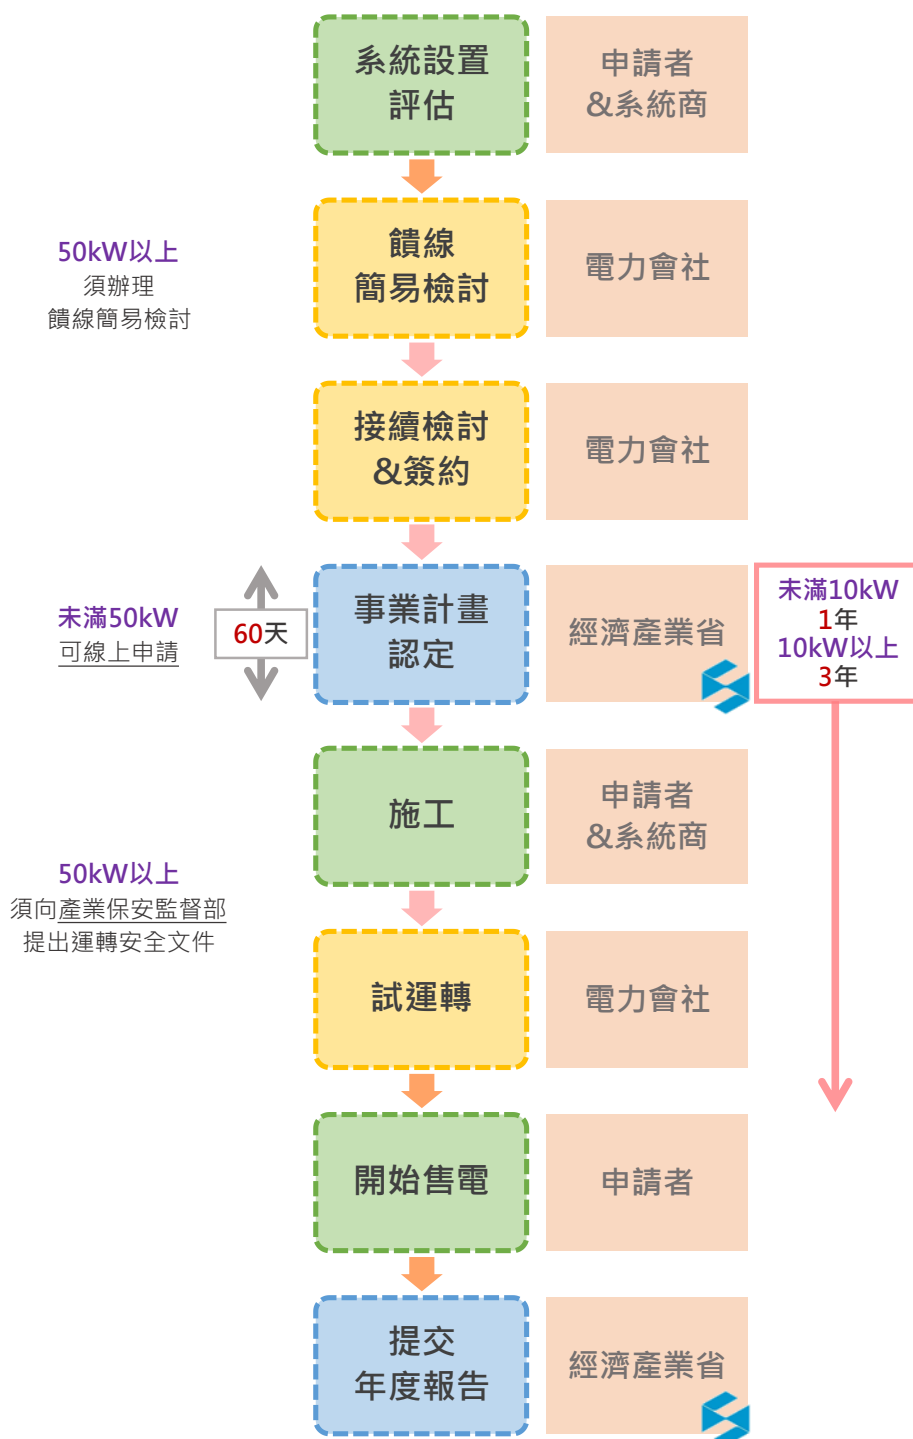 系統設置
評估
申請者
&系統商
50kW以上
須辦理
饋線簡易檢討
饋線
簡易檢討
電力會社
接續檢討
&簽約
電力會社
未滿50kW
可線上申請
60天
事業計畫
認定
經濟產業省
未滿10kW
1年
10kW以上
3年
施工
申請者
&系統商
50kW以上
須向產業保安監督部
提出運轉安全文件
試運轉
電力會社
開始售電
申請者
提交
年度報告
經濟產業省